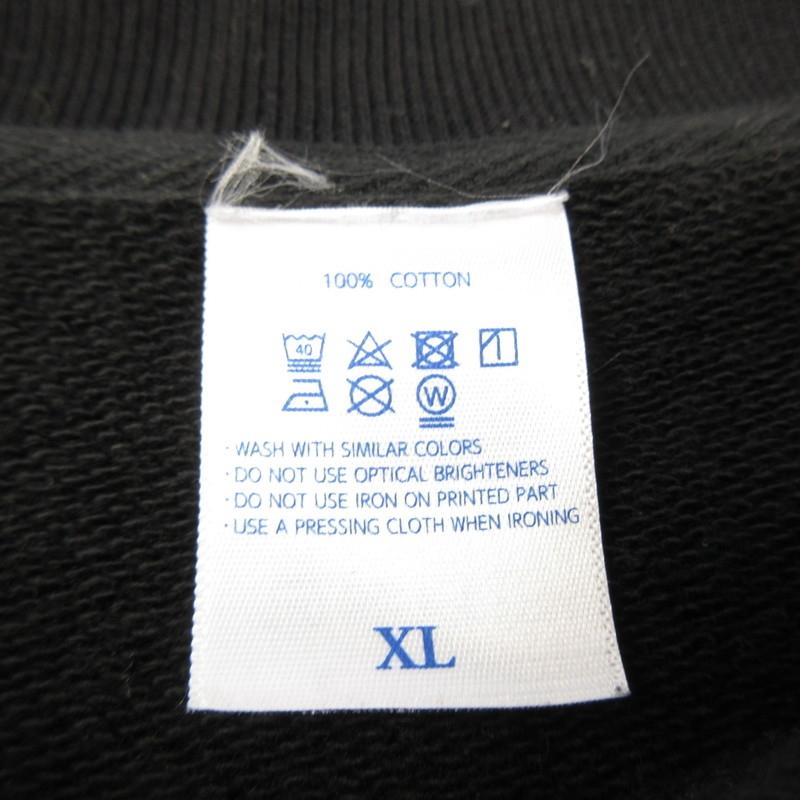 100% COTTON
40
W
· WASH WITH SIMILAR COLORS
· DO NOT USE OPTICAL BRIGHTENERS
· DO NOT USE IRON ON PRINTED PART
· USE A PRESSING CLOTH WHEN IRONING
XL